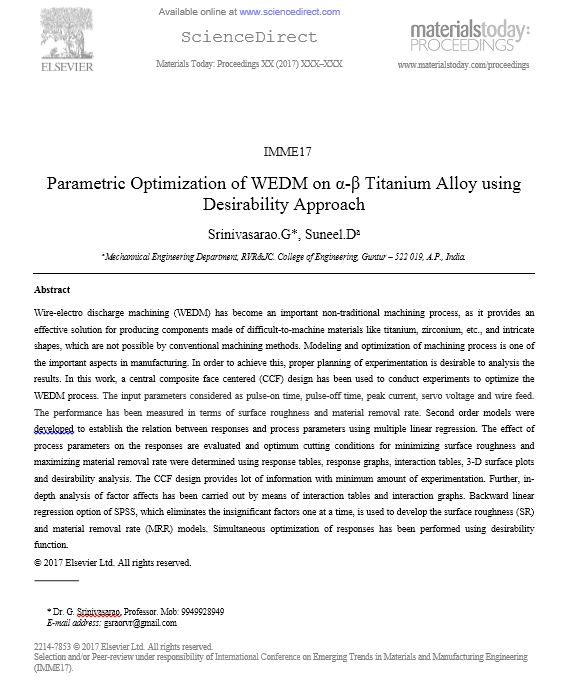 Available online at www.sciencedirect.com
ScienceDirect
ELSEVIER
Materials Today: Proceedings XX (2017) XXX–XXX
materialstoday:
PROCEEDINGS
www.materialstoday.com/proceedings
IMME17
Parametric Optimization of WEDM on α-β Titanium Alloy using
Desirability Approach
Srinivasarao.G*, Suneel.Dª
*Mechannical Engineering Department, RVR&JC. College of Engineering, Guntur – 522 019, A.P., India.
Abstract
Wire-electro discharge machining (WEDM) has become an important non-traditional machining process, as it provides an
effective solution for producing components made of difficult-to-machine materials like titanium, zirconium, etc., and intricate
shapes, which are not possible by conventional machining methods. Modeling and optimization of machining process is one of
the important aspects in manufacturing. In order to achieve this, proper planning of experimentation is desirable to analysis the
results. In this work, a central composite face centered (CCF) design has been used to conduct experiments to optimize the
WEDM process. The input parameters considered as pulse-on time, pulse-off time, peak current, servo voltage and wire feed.
The performance has been measured in terms of surface roughness and material removal rate. Second order models were
developed, to establish the relation between responses and process parameters using multiple linear regression. The effect of
process parameters on the responses are evaluated and optimum cutting conditions for minimizing surface roughness and
maximizing material removal rate were determined using response tables, response graphs, interaction tables, 3-D surface plots
and desirability analysis. The CCF design provides lot of information with minimum amount of experimentation. Further, in-
depth analysis of factor affects has been carried out by means of interaction tables and interaction graphs. Backward linear
regression option of SPSS, which eliminates the insignificant factors one at a time, is used to develop the surface roughness (SR)
and material removal rate (MRR) models. Simultaneous optimization of responses has been performed using desirability
function.
© 2017 Elsevier Ltd. All rights reserved.
* Dr. G. Srinivasarao, Professor. Mob: 9949928949
E-mail address: gsraorvr@gmail.com
2214-7853 © 2017 Elsevier Ltd. All rights reserved.
Selection and/or Peer-review under responsibility of International Conference on Emerging Trends in Materials and Manufacturing Engineering
(IMME17).